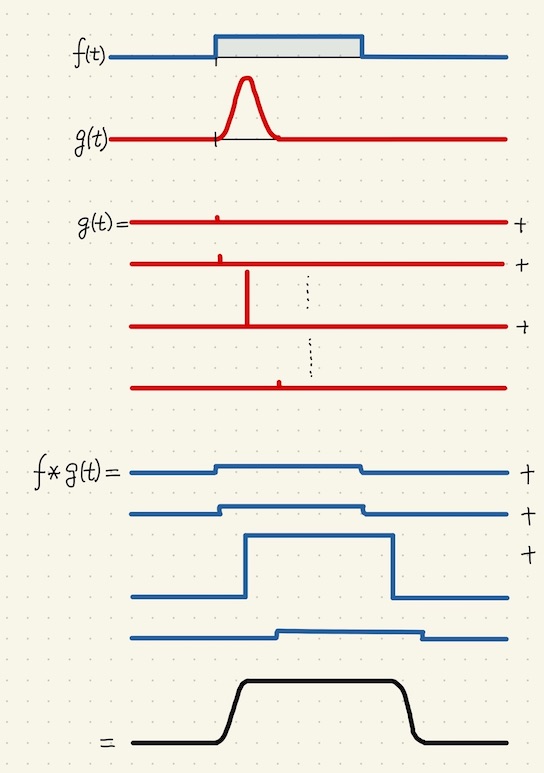 f(t)
g(t)
g(t)= +
+
+
f*g(t)= +
+
+
=